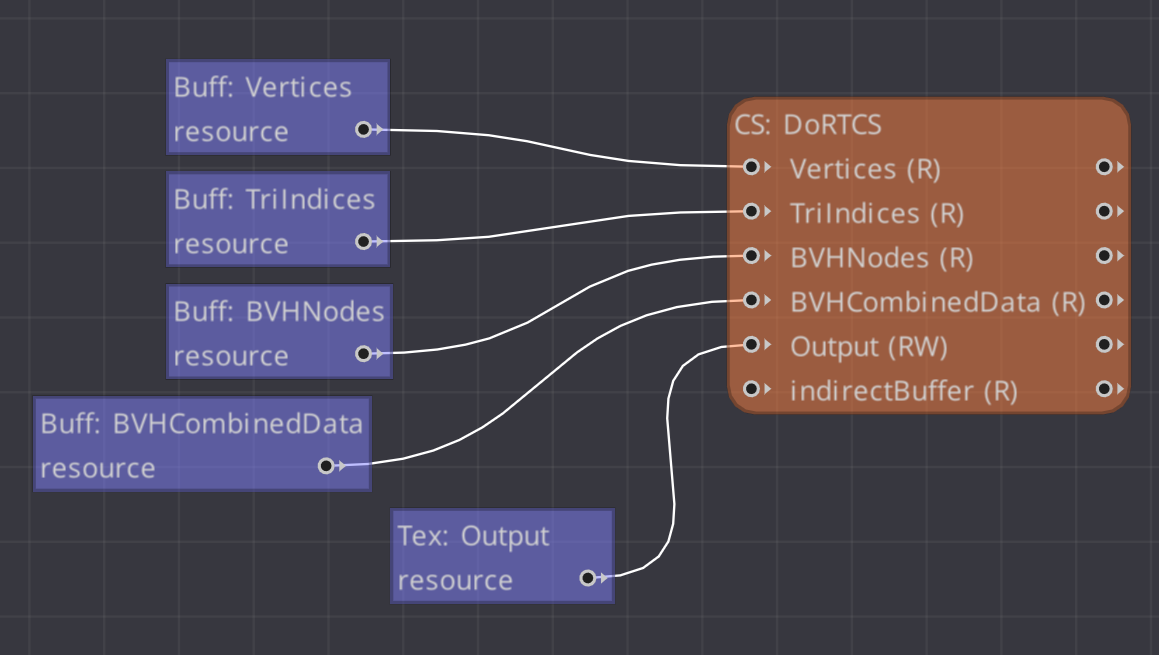 Buff: Vertices
resource
Buff: TriIndices
resource
Buff: BVHNodes
resource
Buff: BVHCombinedData
resource
Tex: Output
resource
CS: DoRTCS
Vertices (R)
TriIndices (R)
BVHNodes (R)
BVHCombinedData (R)
Output (RW)
indirectBuffer (R)